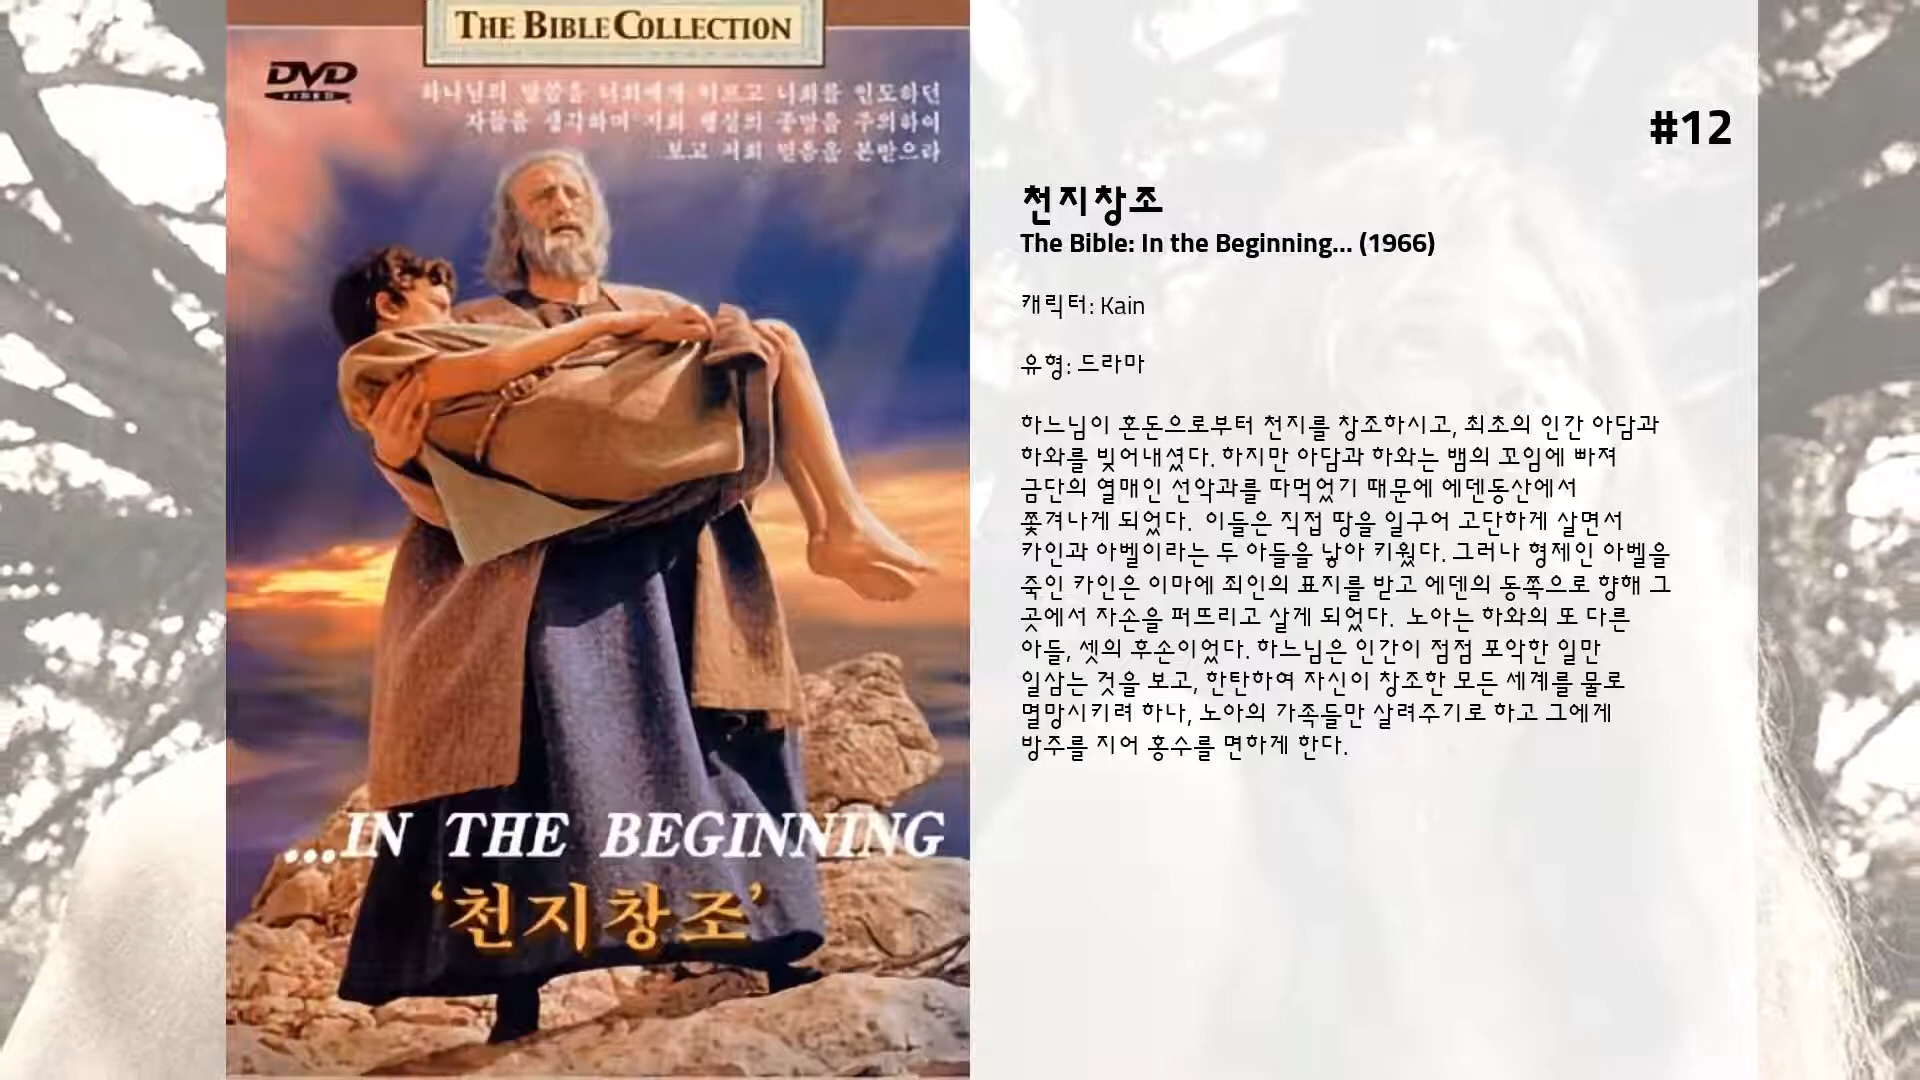 THE BIBLE COLLECTION
DVD
VIDEO
하나님의 말씀을 너희에게 이르고 너희를 인도하던
자들을 생각하며 저희 행실의 종말을 주의하여
보고 저희 믿음을 본받으라
...IN THE BEGINNING
‘천지창조’
#12
천지창조
The Bible: In the Beginning... (1966)
캐릭터: Kain
유형: 드라마
하느님이 혼돈으로부터 천지를 창조하시고, 최초의 인간 아담과
하와를 빚어내셨다. 하지만 아담과 하와는 뱀의 꼬임에 빠져
금단의 열매인 선악과를 따먹었기 때문에 에덴동산에서
쫓겨나게 되었다. 이들은 직접 땅을 일구어 고단하게 살면서
카인과 아벨이라는 두 아들을 낳아 키웠다. 그러나 형제인 아벨을
죽인 카인은 이마에 죄인의 표지를 받고 에덴의 동쪽으로 향해 그
곳에서 자손을 퍼뜨리고 살게 되었다. 노아는 하와의 또 다른
아들, 셋의 후손이었다. 하느님은 인간이 점점 포악한 일만
일삼는 것을 보고, 한탄하여 자신이 창조한 모든 세계를 물로
멸망시키려 하나, 노아의 가족들만 살려주기로 하고 그에게
방주를 지어 홍수를 면하게 한다.